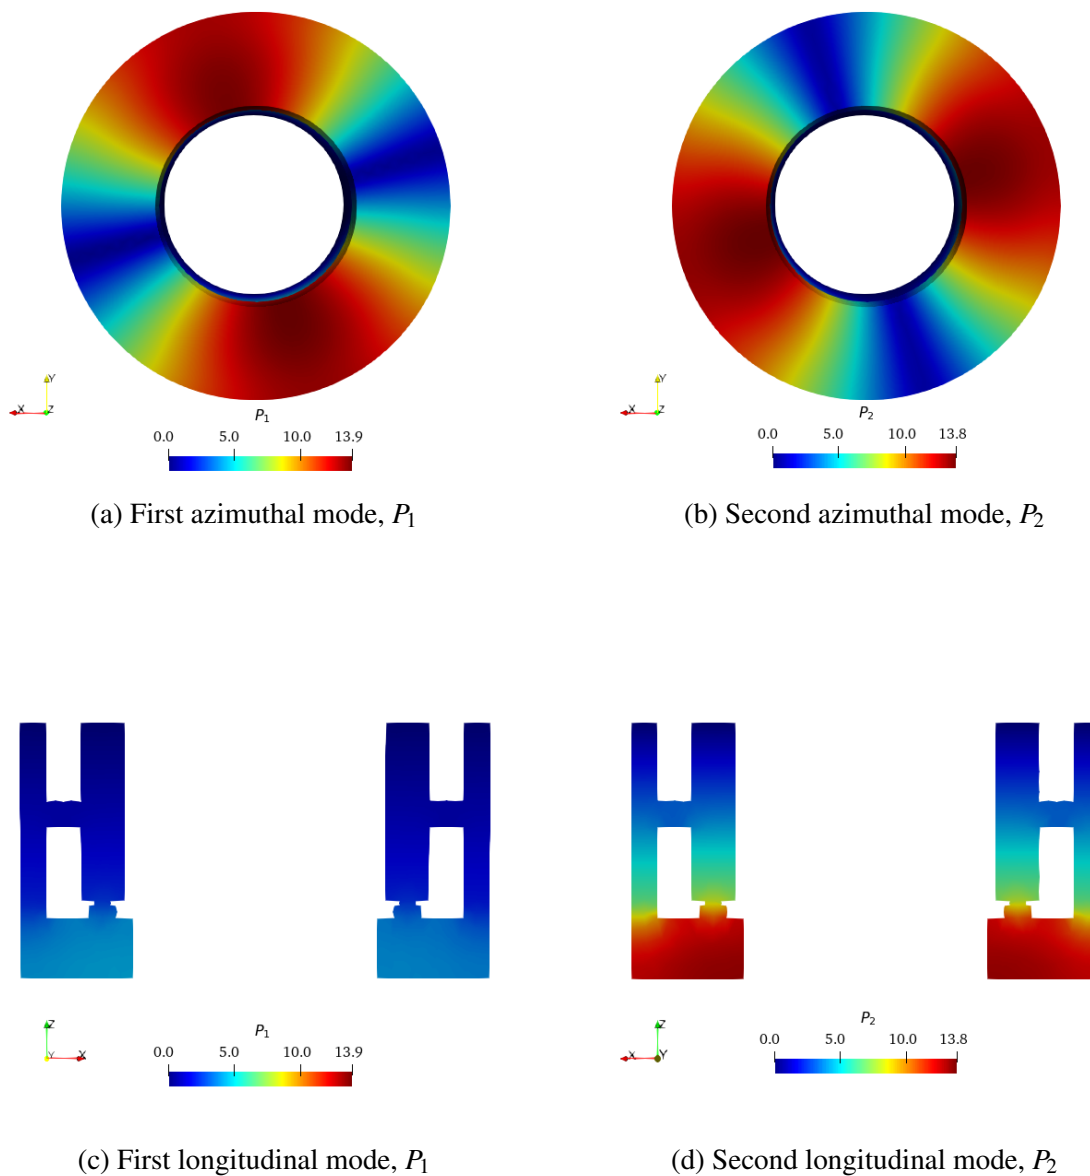 Y
X
Z
P1
0.0 5.0 10.0 13.9
(a) First azimuthal mode, P1
Y
X
Z
P2
0.0 5.0 10.0 13.8
(b) Second azimuthal mode, P2
Z
Y
X
P1
0.0 5.0 10.0 13.9
(c) First longitudinal mode, P1
Z
X
Y
P2
0.0 5.0 10.0 13.8
(d) Second longitudinal mode, P2